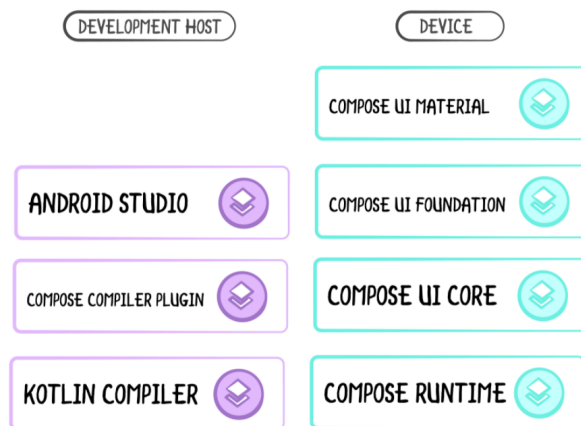 DEVELOPMENT HOST
DEVICE
COMPOSE UI MATERIAL
ANDROID STUDIO
COMPOSE UI FOUNDATION
COMPOSE COMPILER PLUGIN
COMPOSE UI CORE
KOTLIN COMPILER
COMPOSE RUNTIME